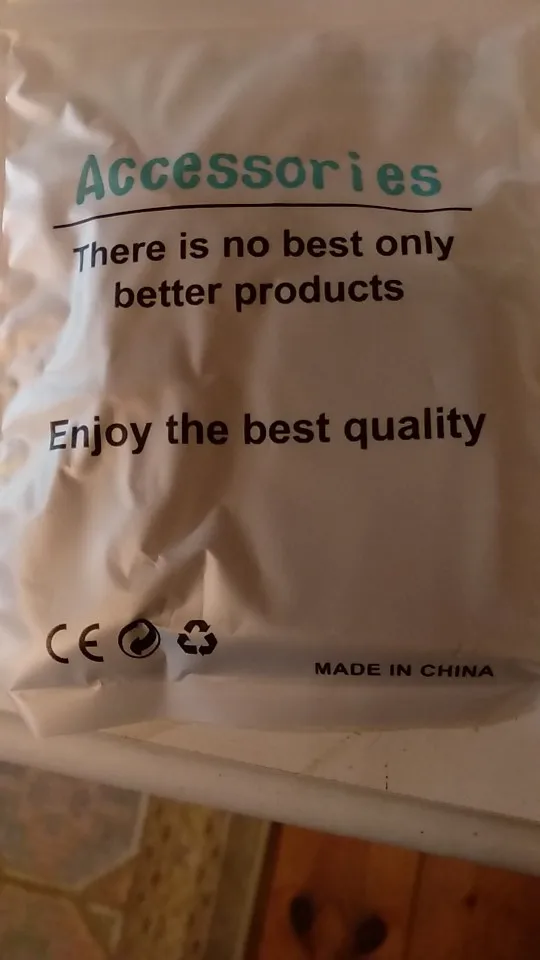 Accessories
There is no best only
better products
Enjoy the best quality
CE
MADE IN CHINA